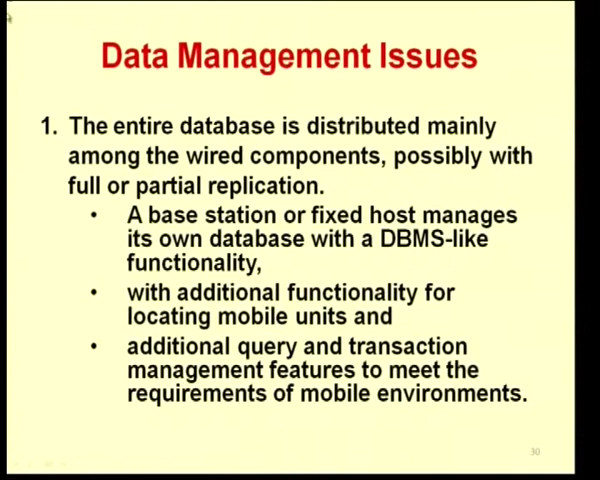 Data Management Issues
1. The entire database is distributed mainly
among the wired components, possibly with
full or partial replication.
• A base station or fixed host manages
its own database with a DBMS-like
functionality,
• with additional functionality for
locating mobile units and
• additional query and transaction
management features to meet the
requirements of mobile environments.
30